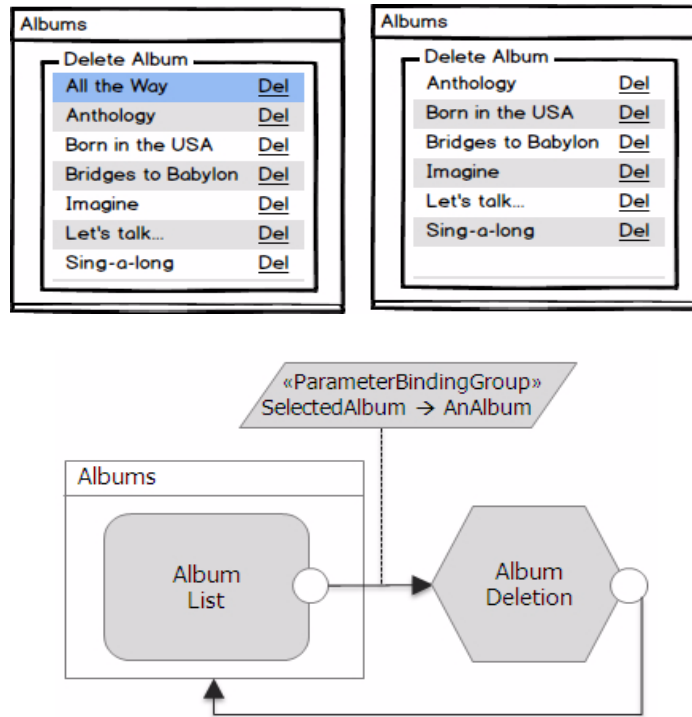 Albums
Delete Album
All the Way Del
Anthology Del
Born in the USA Del
Bridges to Babylon Del
Imagine Del
Let's talk... Del
Sing-a-long Del
Albums
Delete Album
Anthology Del
Born in the USA Del
Bridges to Babylon Del
Imagine Del
Let's talk... Del
Sing-a-long Del
«ParameterBindingGroup»
SelectedAlbum → AnAlbum
Albums
Album
List
Album
Deletion